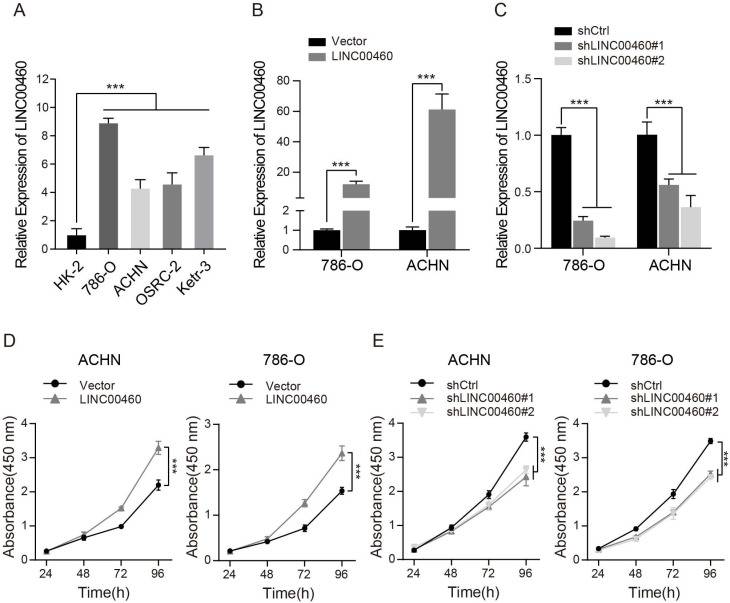 A
Relative Expression of LINC00460
12
10
8
6
4
2
0
***
HK-2
786-O
ACHN
OSRC-2
Ketr-3
B
Vector
LINC00460
Relative Expression of LINC00460
80
60
40
20
2
1
0
***
***
786-O
ACHN
C
shCtrl
shLINC00460#1
shLINC00460#2
Relative Expression of LINC00460
1.5
1.0
0.5
0.0
***
***
786-O
ACHN
D
ACHN
Vector
LINC00460
Absorbance(450 nm)
4
3
2
1
0
***
24 48 72 96
Time(h)
786-O
Vector
LINC00460
3
2
1
0
***
24 48 72 96
Time(h)
E
ACHN
shCtrl
shLINC00460#1
shLINC00460#2
Absorbance(450 nm)
4
3
2
1
0
***
24 48 72 96
Time(h)
786-O
shCtrl
shLINC00460#1
shLINC00460#2
4
3
2
1
0
***
24 48 72 96
Time(h)